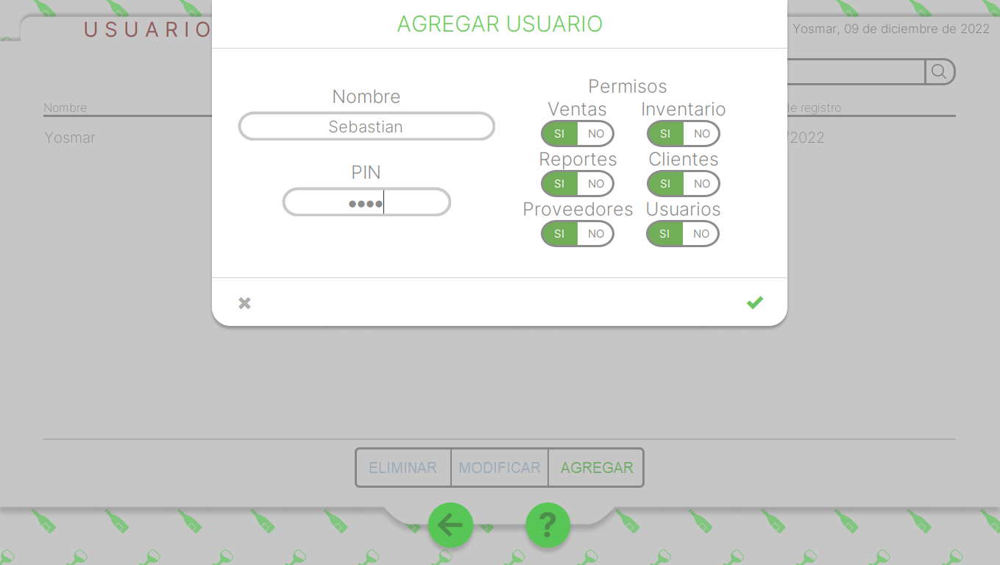 USUARIO
AGREGAR USUARIO
Yosmar, 09 de diciembre de 2022
Nombre
Sebastian
PIN
••••
Permisos
Ventas Inventario
SI NO SI NO
Reportes Clientes
SI NO SI NO
Proveedores Usuarios
SI NO SI NO
Nombre
de registro
Yosmar
/2022
ELIMINAR MODIFICAR AGREGAR
?